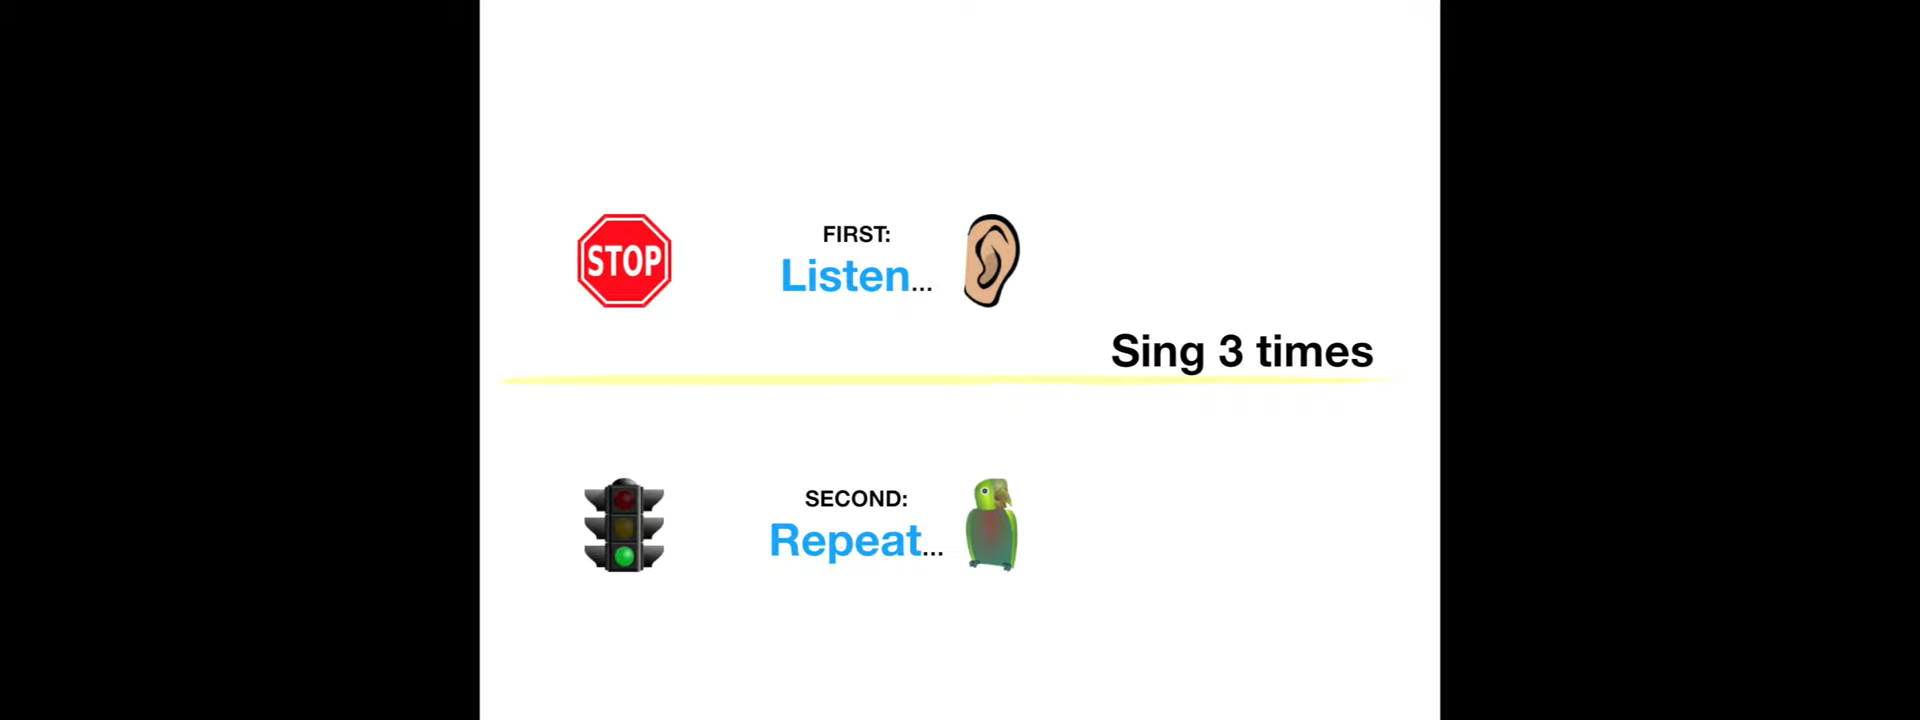 STOP
FIRST:
Listen...
Sing 3 times
SECOND:
Repeat...